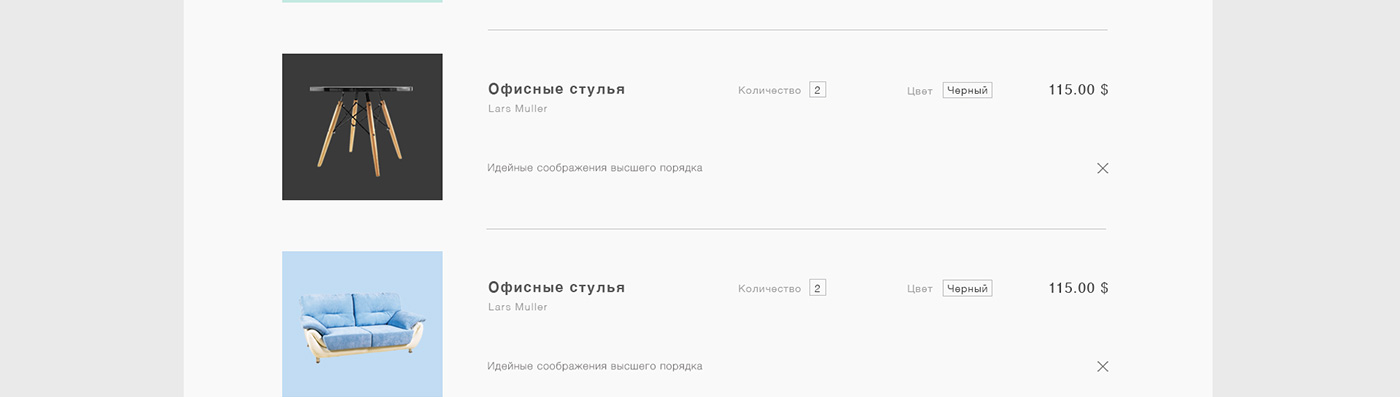 Офисные стулья
Количество 2
Цвет Черный
115.00 $
Lars Muller
Идейные соображения высшего порядка
Офисные стулья
Количество 2
Цвет Черный
115.00 $
Lars Muller
Идейные соображения высшего порядка